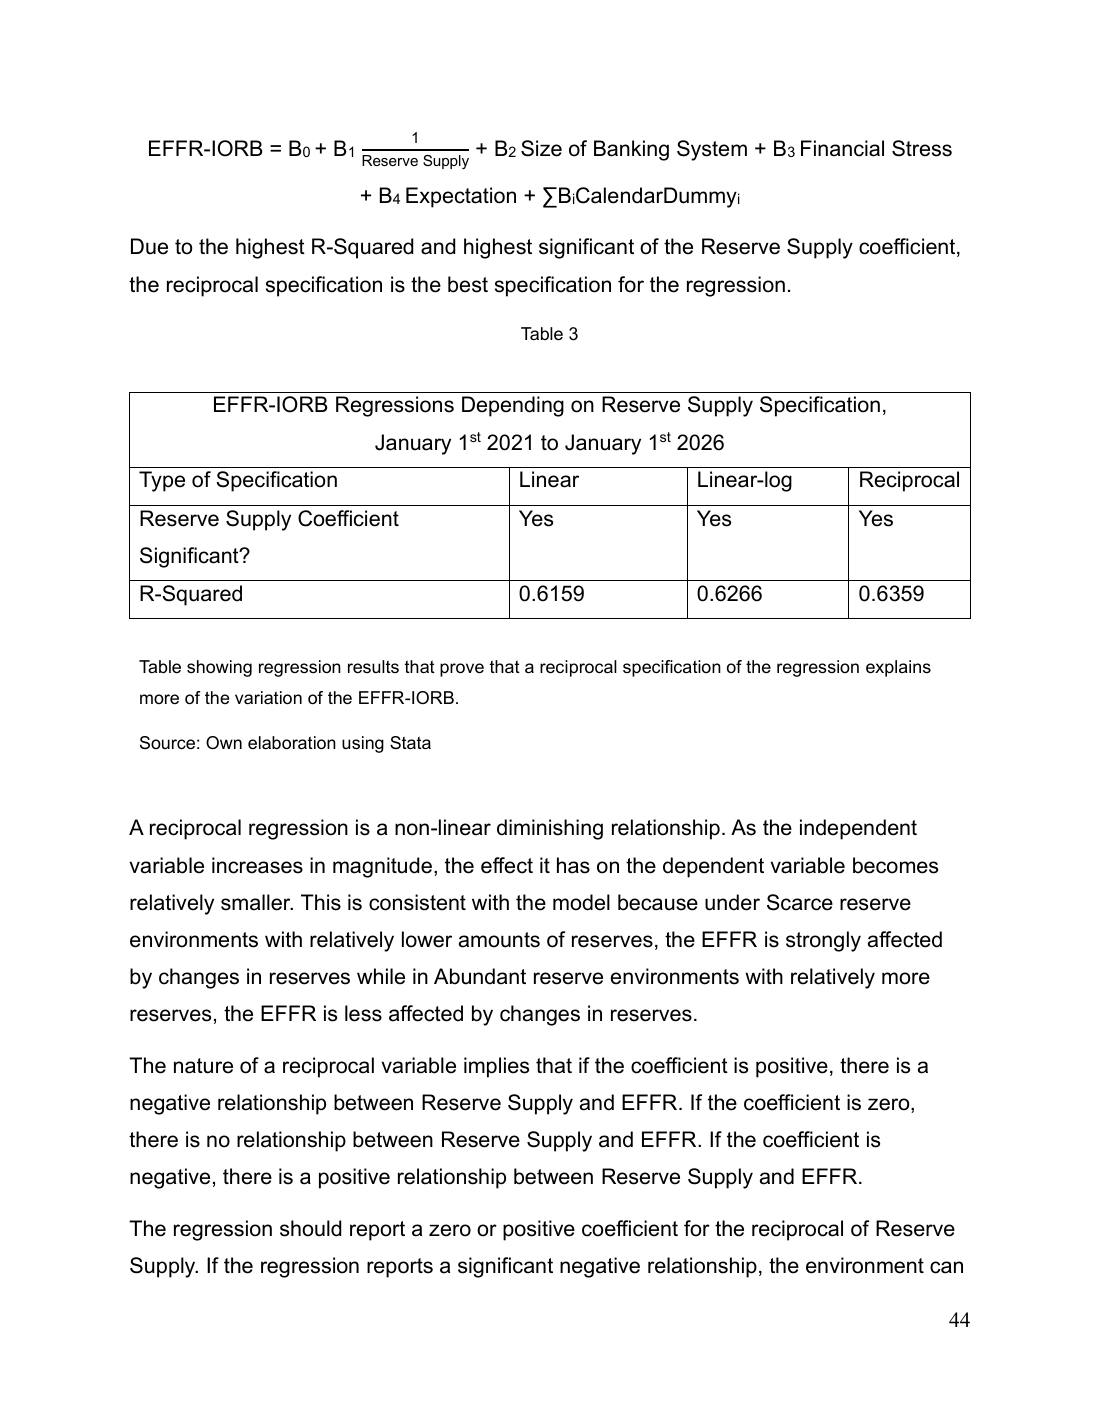 EFFR-IORB = B0 + B1 1/Reserve Supply + B2 Size of Banking System + B3 Financial Stress
+ B4 Expectation + ∑BiCalendarDummyi
Due to the highest R-Squared and highest significant of the Reserve Supply coefficient,
the reciprocal specification is the best specification for the regression.
Table 3
EFFR-IORB Regressions Depending on Reserve Supply Specification,
January 1st 2021 to January 1st 2026
Type of Specification Linear Linear-log Reciprocal
Reserve Supply Coefficient Yes Yes Yes
Significant?
R-Squared 0.6159 0.6266 0.6359
Table showing regression results that prove that a reciprocal specification of the regression explains
more of the variation of the EFFR-IORB.
Source: Own elaboration using Stata
A reciprocal regression is a non-linear diminishing relationship. As the independent
variable increases in magnitude, the effect it has on the dependent variable becomes
relatively smaller. This is consistent with the model because under Scarce reserve
environments with relatively lower amounts of reserves, the EFFR is strongly affected
by changes in reserves while in Abundant reserve environments with relatively more
reserves, the EFFR is less affected by changes in reserves.
The nature of a reciprocal variable implies that if the coefficient is positive, there is a
negative relationship between Reserve Supply and EFFR. If the coefficient is zero,
there is no relationship between Reserve Supply and EFFR. If the coefficient is
negative, there is a positive relationship between Reserve Supply and EFFR.
The regression should report a zero or positive coefficient for the reciprocal of Reserve
Supply. If the regression reports a significant negative relationship, the environment can
44